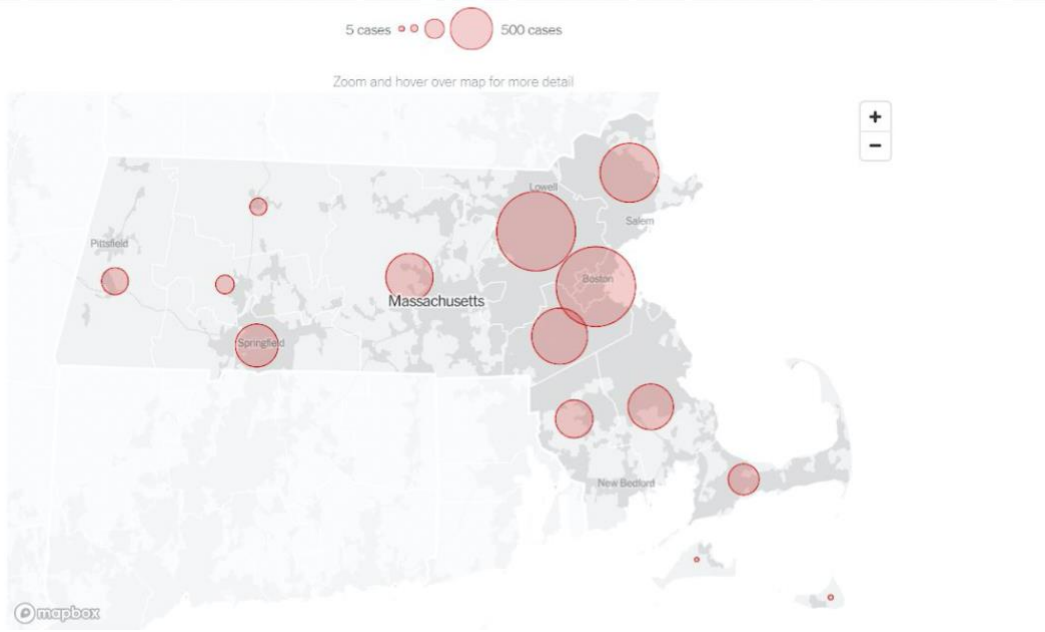 5 cases 500 cases
Zoom and hover over map for more detail
+
−
Lowell
Salem
Pittsfield
Boston
Massachusetts
Springfield
New Bedford
mapbox